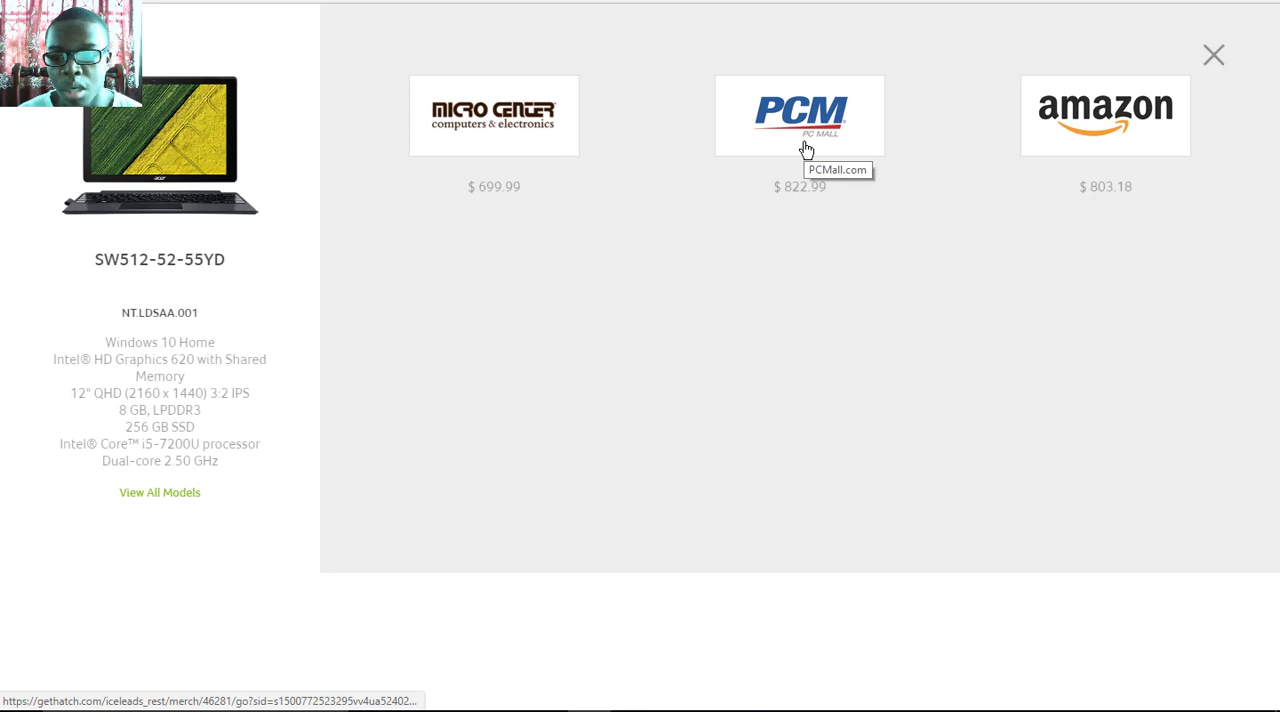 acer
SW512-52-55YD
NT.LDSAA.001
Windows 10 Home
Intel® HD Graphics 620 with Shared
Memory
12" QHD (2160 x 1440) 3:2 IPS
8 GB, LPDDR3
256 GB SSD
Intel® Core™ i5-7200U processor
Dual-core 2.50 GHz
View All Models
MICRO CENTER
computers & electronics
$ 699.99
PCM
PC MALL
PCMall.com
$ 822.99
amazon
$ 803.18
https://gethatch.com/iceleads_rest/merch/46281/go?sid=s1500772523295vv4ua52402...